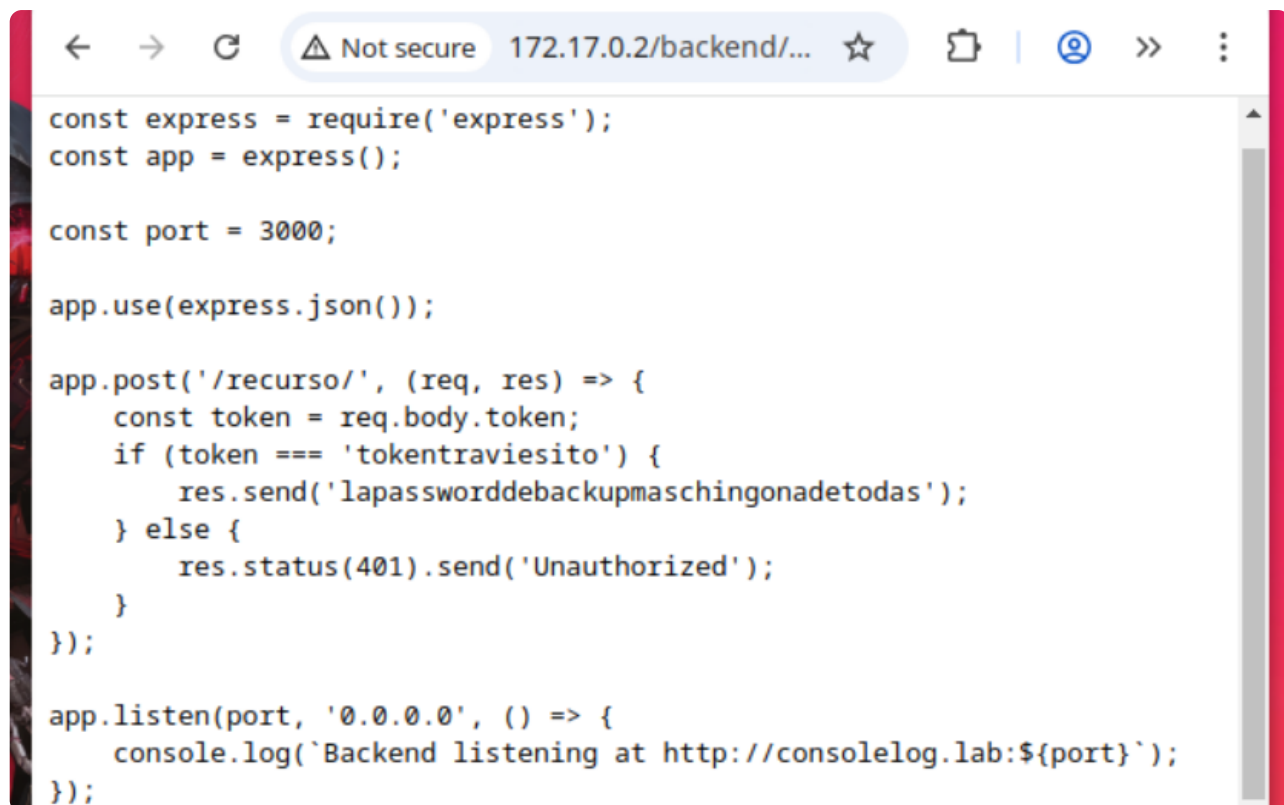 Not secure 172.17.0.2/backend/...
const express = require('express');
const app = express();
const port = 3000;
app.use(express.json());
app.post('/recurso/', (req, res) => {
    const token = req.body.token;
    if (token === 'tokentraviesito') {
        res.send('lapassworddebackupmaschingonadetodas');
    } else {
        res.status(401).send('Unauthorized');
    }
});
app.listen(port, '0.0.0.0', () => {
    console.log(`Backend listening at http://consolelog.lab:${port}`);
});